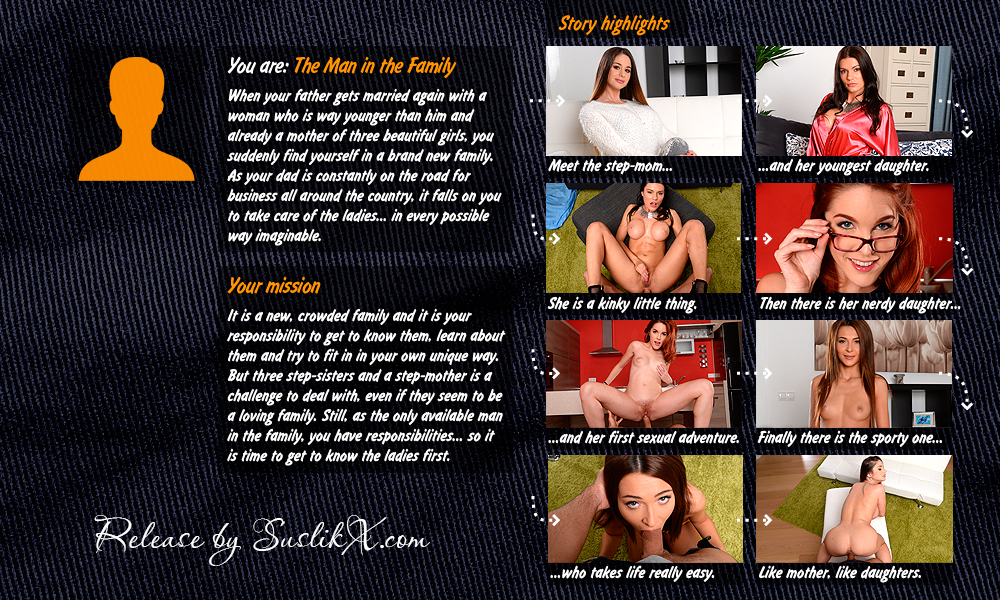 Story highlights
You are: The Man in the Family
When your father gets married again with a
woman who is way younger than him and
already a mother of three beautiful girls, you
suddenly find yourself in a brand new family.
As your dad is constantly on the road for
business all around the country, it falls on you
to take care of the ladies... in every possible
way imaginable.
Your mission
It is a new, crowded family and it is your
responsibility to get to know them, learn about
them and try to fit in in your own unique way.
But three step-sisters and a step-mother is a
challenge to deal with, even if they seem to be
a loving family. Still, as the only available man
in the family, you have responsibilities... so it
is time to get to know the ladies first.
Release by SuslikX.com
Meet the step-mom...
...and her youngest daughter.
She is a kinky little thing.
Then there is her nerdy daughter...
...and her first sexual adventure.
Finally there is the sporty one...
...who takes life really easy.
Like mother, like daughters.